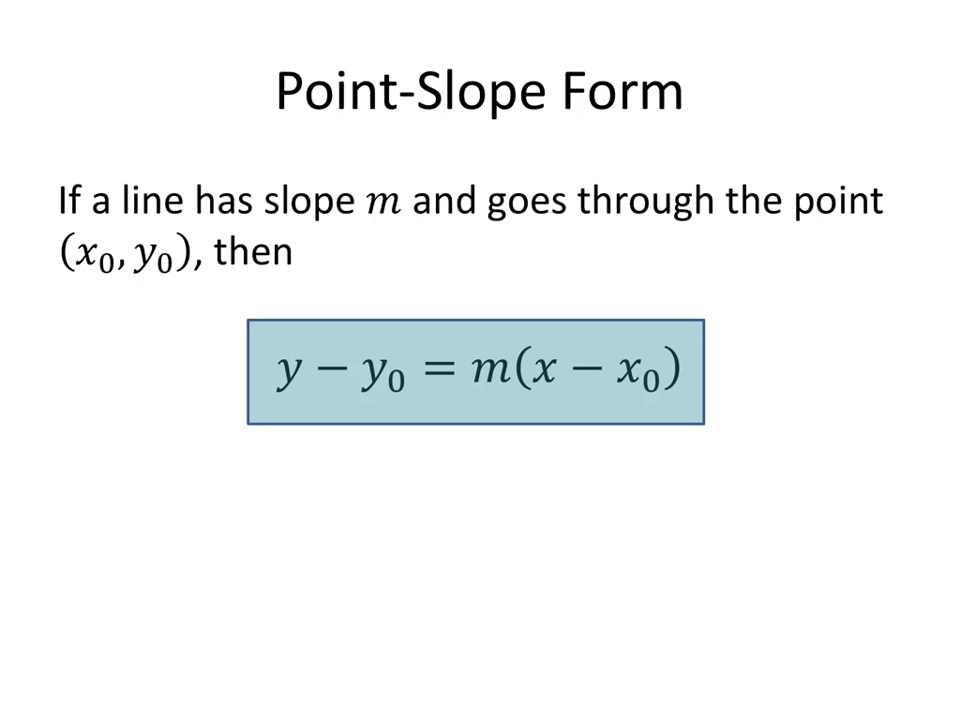 Point-Slope Form
If a line has slope 𝑚 and goes through the point
(𝑥₀, 𝑦₀), then
𝑦 − 𝑦₀ = 𝑚(𝑥 − 𝑥₀)